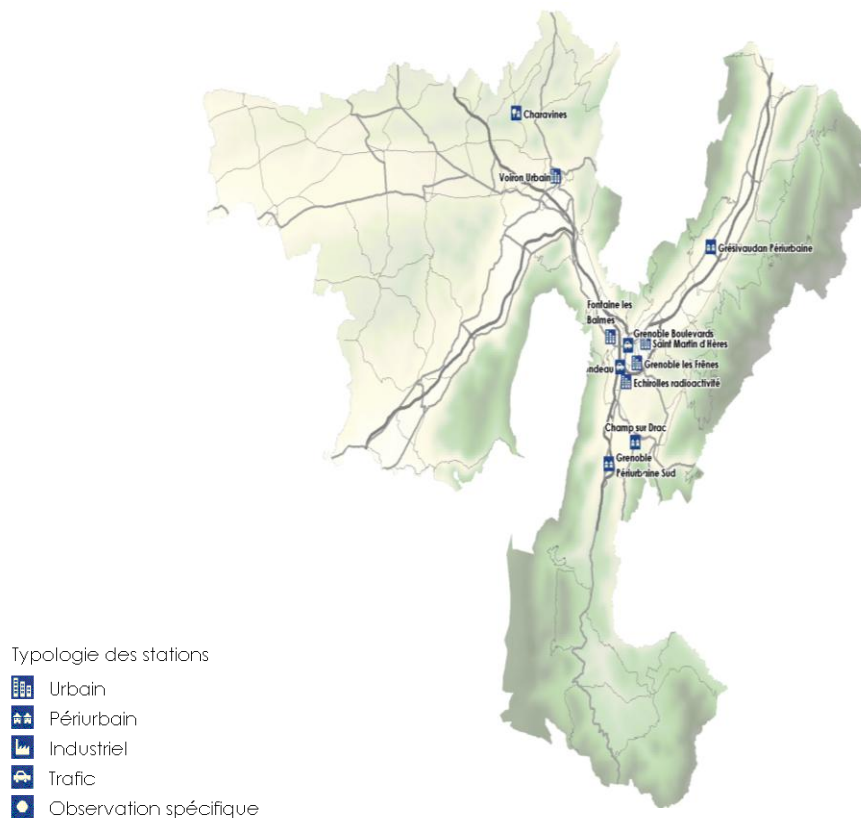 Charavines
Voiron Urbain
Grésivaudan Périurbaine
Fontaine les
Balmes
Grenoble Boulevards
Saint Martin d'Hères
Grenoble les Frênes
ndeau
Echirolles radioactivité
Champ sur Drac
Grenoble
Périurbaine Sud
Typologie des stations
Urbain
Périurbain
Industriel
Trafic
Observation spécifique